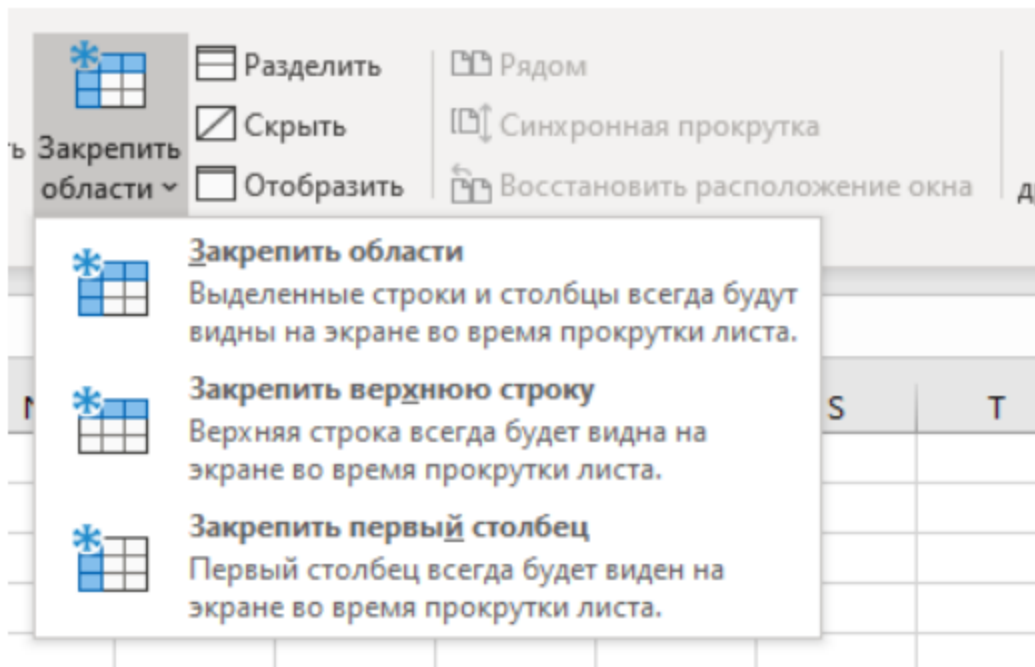 Разделить
Скрыть
Отобразить
Закрепить
области
Рядом
Синхронная прокрутка
Восстановить расположение окна
Закрепить области
Выделенные строки и столбцы всегда будут
видны на экране во время прокрутки листа.
Закрепить верхнюю строку
Верхняя строка всегда будет видна на
экране во время прокрутки листа.
Закрепить первый столбец
Первый столбец всегда будет виден на
экране во время прокрутки листа.
S T